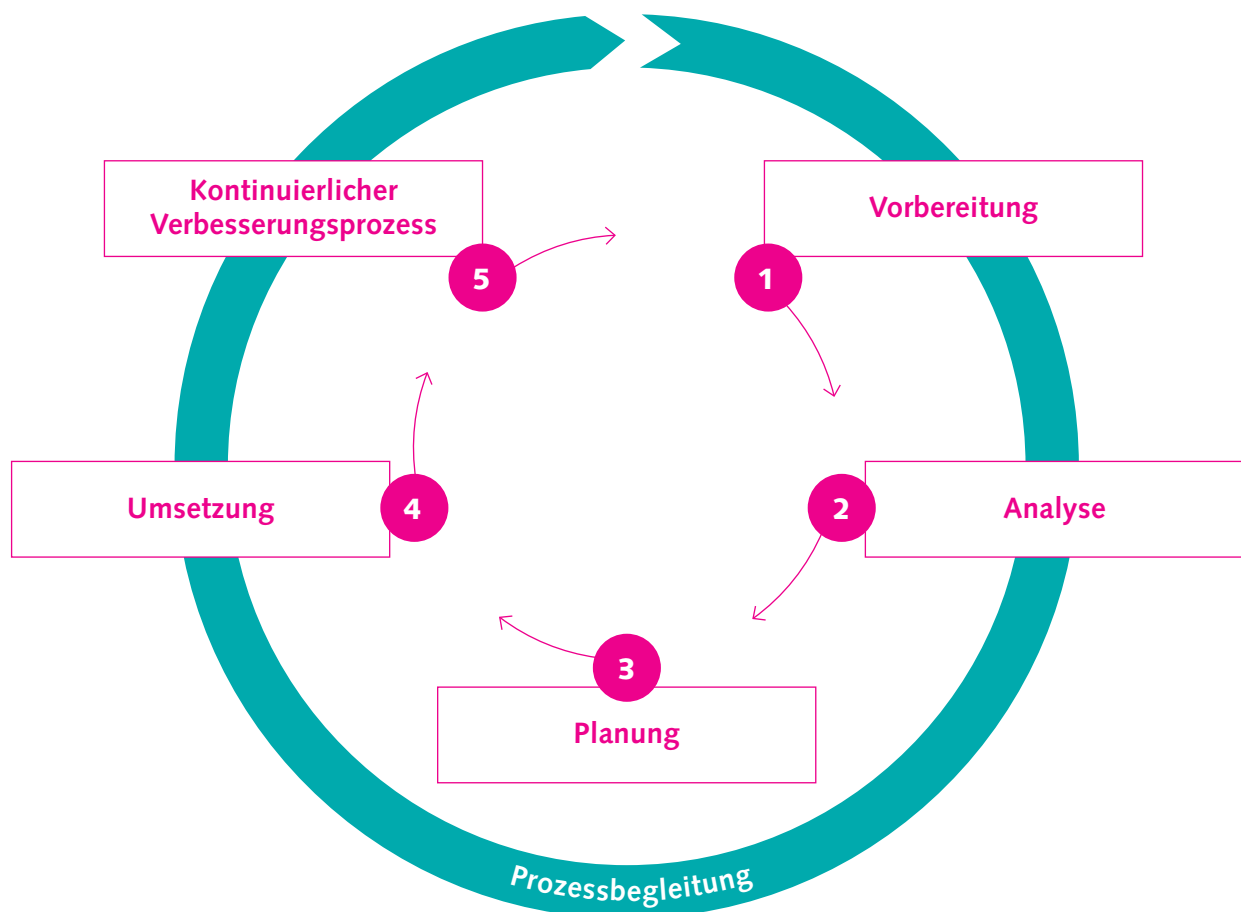 1
Vorbereitung
2
Analyse
3
Planung
4
Umsetzung
5
Kontinuierlicher
Verbesserungsprozess
Prozessbegleitung